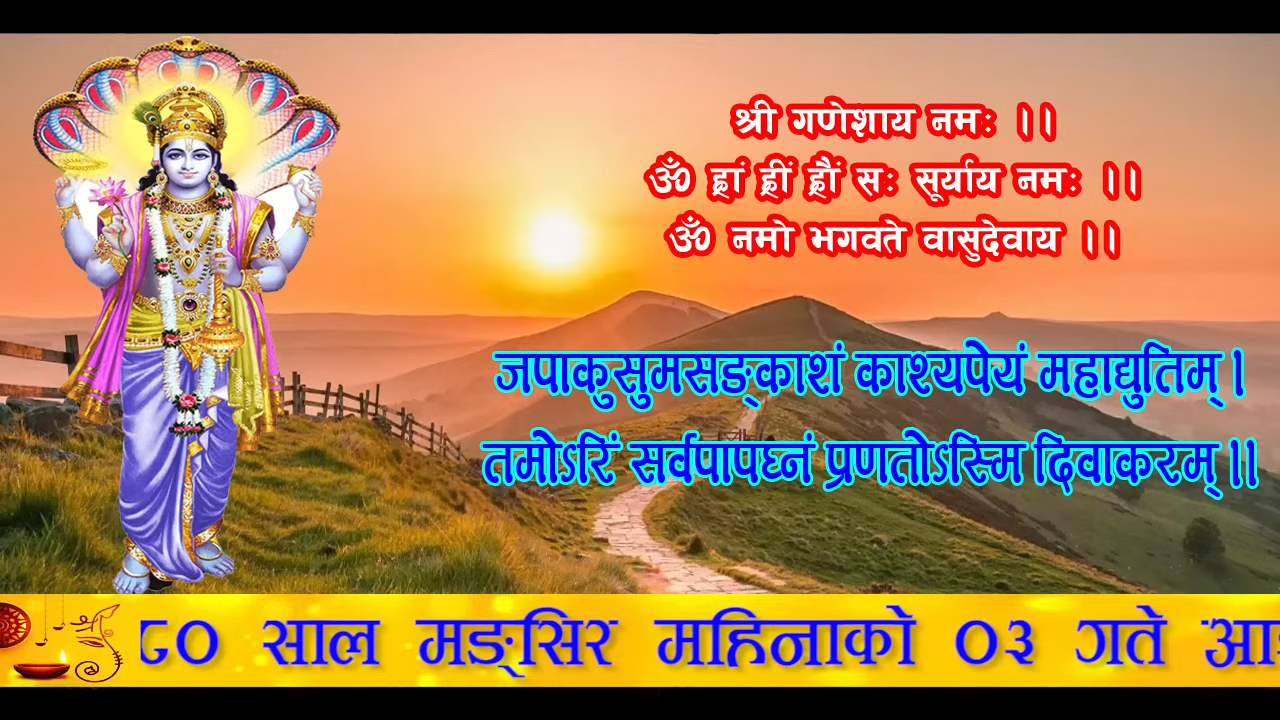 श्री गणेशाय नमः ।।
ॐ ह्रां ह्रीं ह्रौं सः सूर्याय नमः ।।
ॐ नमो भगवते वासुदेवाय ।।
जपाकुसुमसङ्काशं काश्यपेयं महाद्युतिम् ।
तमोऽरिं सर्वपापघ्नं प्रणतोऽस्मि दिवाकरम् ।।
श्री
८० साल मङ्सिर महिनाको ०३ गते